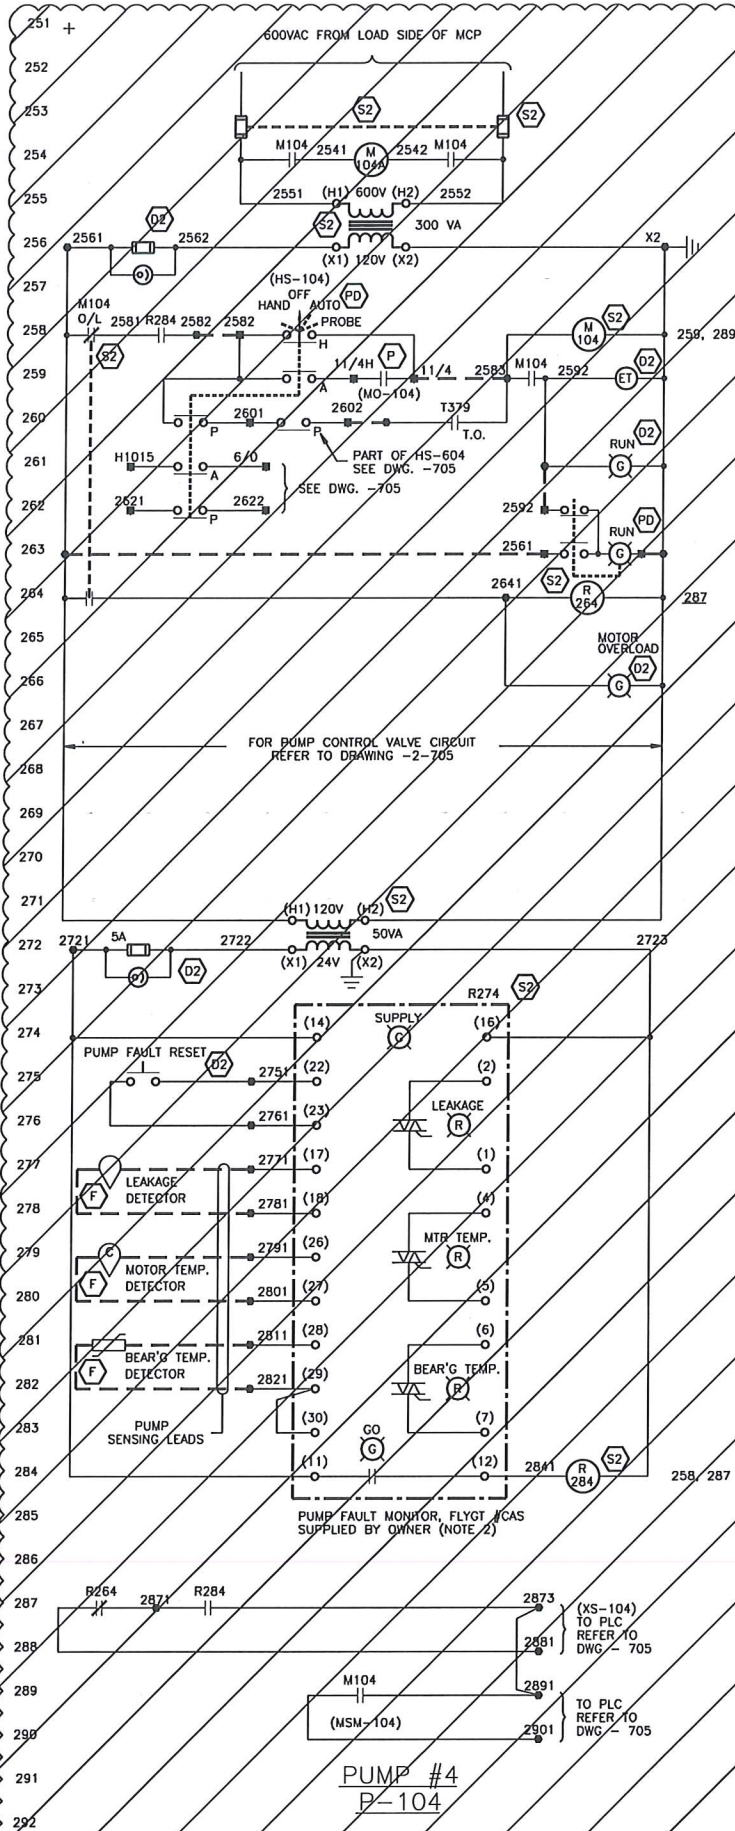 251 +
600VAC FROM LOAD SIDE OF MCP
252
253 S2 S2
254 M104 2541 M 104A 2542 M104
255 2551 (H1) 600V (H2) 2552
D2 S2 300 VA
256 2561 2562 (X1) 120V (X2) X2
257 (HS-104)
OFF
HAND AUTO PD
PROBE
258 M104 O/L 2581 R284 2582 2582 H M 104 S2 259, 289
S2
259 A 11/4H P 11/4 2583 M104 2592 ET D2
(MO-104)
260 P 2601 P 2602 T379 T.O. D2
PART OF HS-604
SEE DWG. -705
RUN
261 H1015 A 6/0 G
SEE DWG. -705
262 2621 P 2622 2592 RUN PD
263 2561 G
264 S2 2641 R 264 287
265 MOTOR
OVERLOAD
D2
266 G
267
FOR PUMP CONTROL VALVE CIRCUIT
REFER TO DRAWING -2-705
268
269
270
271 (H1) 120V (H2) S2
50VA
272 2721 5A 2722 (X1) 24V (X2) 2723
D2
273 R274 S2
274 (14) SUPPLY G (16)
PUMP FAULT RESET D2
275 2751 (22) (2)
LEAKAGE
276 2761 (23) R
277 2771 (17) (1)
F LEAKAGE
DETECTOR
278 2781 (18) (4)
279 C 2791 (26) MTR TEMP.
R
F MOTOR TEMP.
DETECTOR
280 2801 (27) (5)
281 2811 (28) (6)
F BEAR'G TEMP.
DETECTOR
BEAR'G TEMP.
282 2821 (29) R
283 PUMP
SENSING LEADS
(30) (7)
GO
G
284 (11) (12) 2841 R 284 S2 258, 287
285 PUMP FAULT MONITOR, FLYGT #CAS
SUPPLIED BY OWNER (NOTE 2)
286
287 R264 2871 R284 2873
(XS-104)
TO PLC
REFER TO
DWG - 705
288 2881
289 M104 2891
TO PLC
REFER TO
DWG - 705
290 (MSM-104) 2901
291 PUMP #4
P-104
292